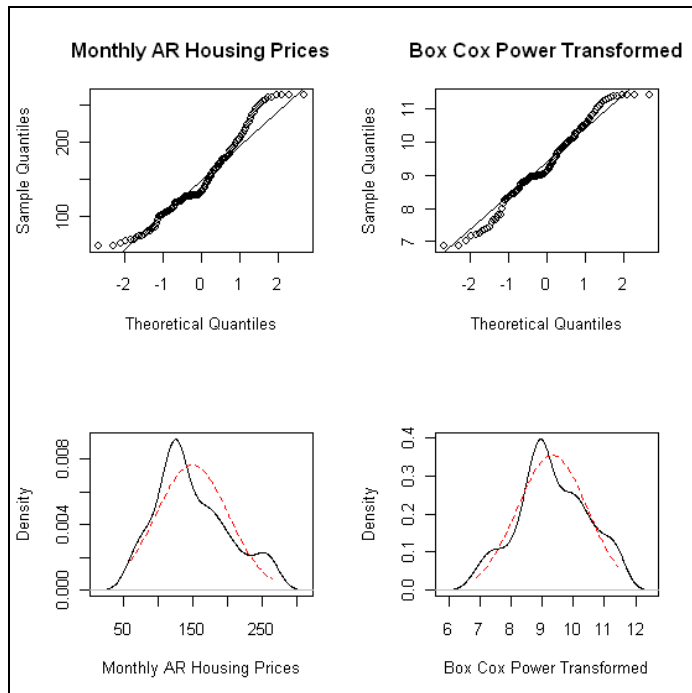 Monthly AR Housing Prices
Box Cox Power Transformed
Sample Quantiles
100
200
-2 -1 0 1 2
Theoretical Quantiles
Sample Quantiles
7 8 9 10 11
-2 -1 0 1 2
Theoretical Quantiles
Density
0.000 0.004 0.008
50 150 250
Monthly AR Housing Prices
Density
0.0 0.1 0.2 0.3 0.4
6 7 8 9 10 11 12
Box Cox Power Transformed